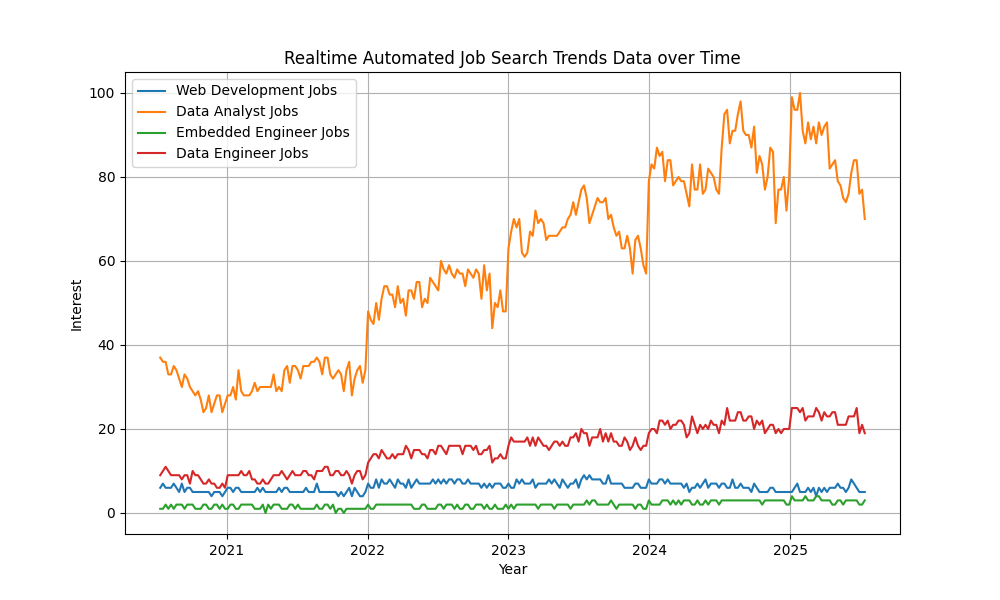 Realtime Automated Job Search Trends Data over Time
Web Development Jobs
Data Analyst Jobs
Embedded Engineer Jobs
Data Engineer Jobs
100
80
60
40
20
0
Interest
2021
2022
2023
2024
2025
Year